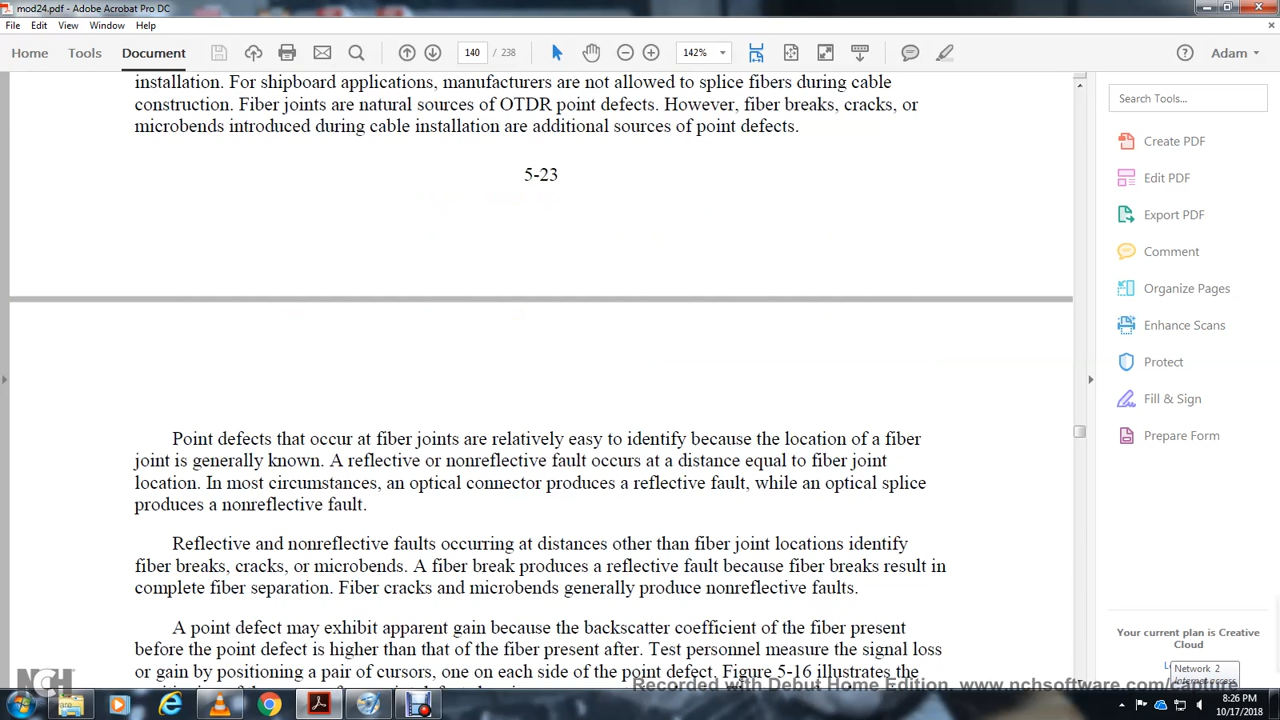 mod24.pdf - Adobe Acrobat Pro DC
File Edit View Window Help
Home Tools Document 140 / 238 142% Adam
installation. For shipboard applications, manufacturers are not allowed to splice fibers during cable
construction. Fiber joints are natural sources of OTDR point defects. However, fiber breaks, cracks, or
microbends introduced during cable installation are additional sources of point defects.
5-23
Point defects that occur at fiber joints are relatively easy to identify because the location of a fiber
joint is generally known. A reflective or nonreflective fault occurs at a distance equal to fiber joint
location. In most circumstances, an optical connector produces a reflective fault, while an optical splice
produces a nonreflective fault.
Reflective and nonreflective faults occurring at distances other than fiber joint locations identify
fiber breaks, cracks, or microbends. A fiber break produces a reflective fault because fiber breaks result in
complete fiber separation. Fiber cracks and microbends generally produce nonreflective faults.
A point defect may exhibit apparent gain because the backscatter coefficient of the fiber present
before the point defect is higher than that of the fiber present after. Test personnel measure the signal loss
or gain by positioning a pair of cursors, one on each side of the point defect. Figure 5-16 illustrates the
Search Tools...
Create PDF
Edit PDF
Export PDF
Comment
Organize Pages
Enhance Scans
Protect
Fill & Sign
Prepare Form
Your current plan is Creative
Cloud
Network 2
Internet access
NCH
Recorded with Debut Home Edition. www.nchsoftware.com/capture
8:26 PM
10/17/2018